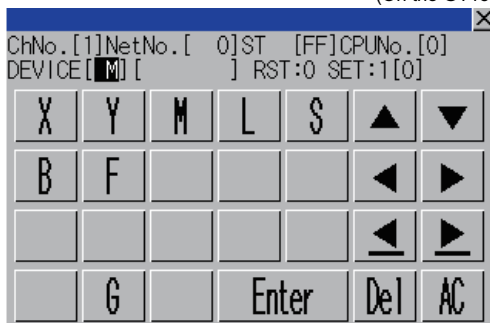 ChNo.[1]NetNo.[  0]ST  [FF]CPUNo.[0]
DEVICE[ M] [        ] RST:0 SET:1[0]
X Y M L S ▲ ▼
B F ◀ ▶
◀ ▶
G Enter Del AC